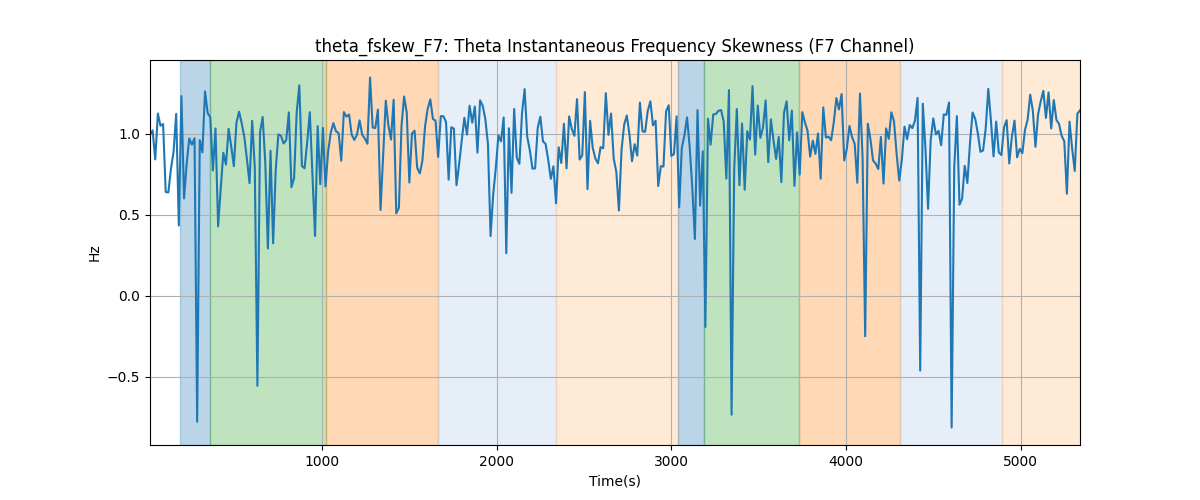 theta_fskew_F7: Theta Instantaneous Frequency Skewness (F7 Channel)
1.0
0.5
0.0
−0.5
Hz
1000 2000 3000 4000 5000
Time(s)